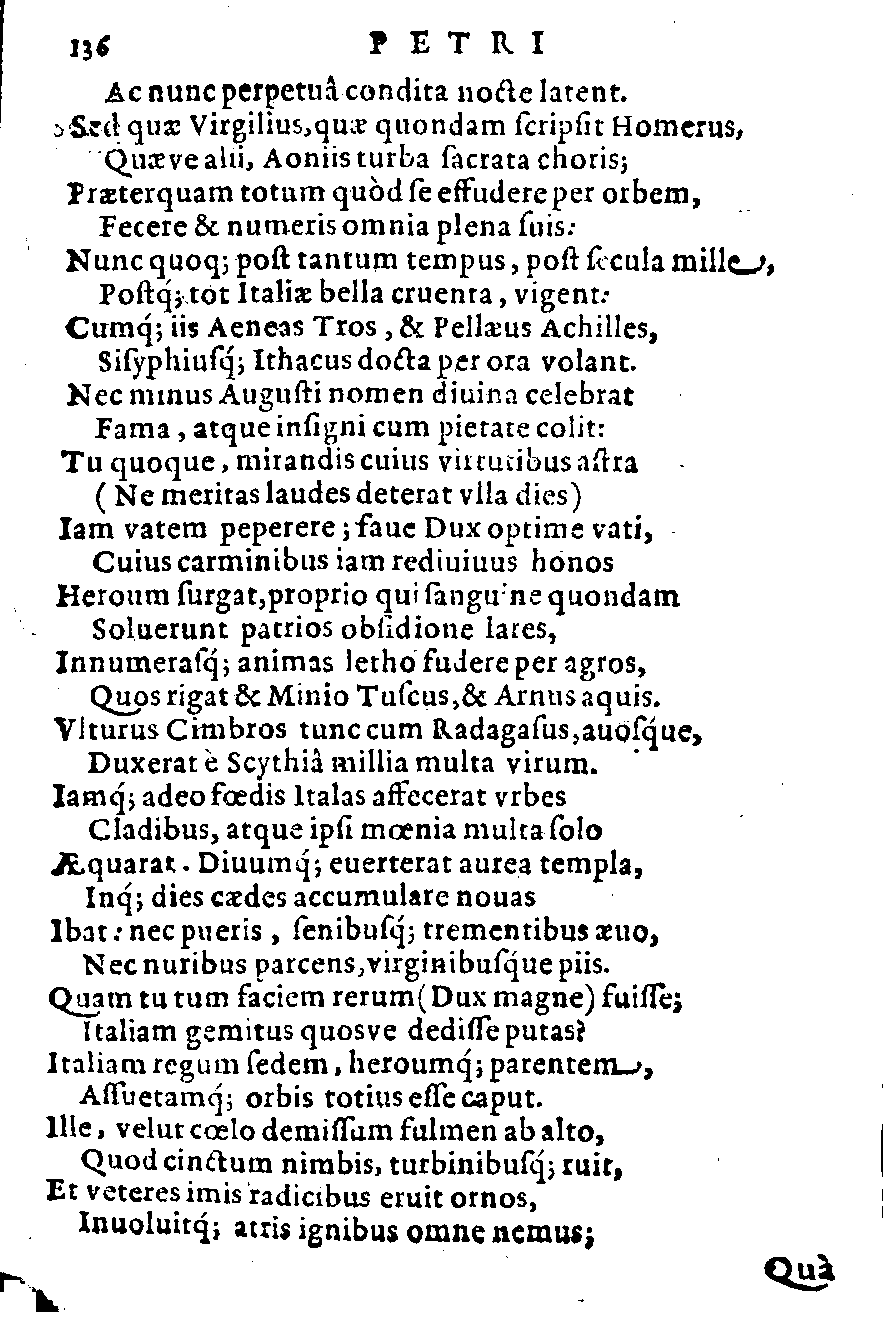 136 PETRI
Ac nunc perpetuâ condita nocte latent.
Sed quæ Virgilius, quæ quondam ſcripſit Homerus,
Quæve alii, Aoniis turba ſacrata choris;
Præterquam totum quòd ſe effudere per orbem,
Fecere & numeris omnia plena ſuis:
Nunc quoq; poſt tantum tempus, poſt ſecula mille,
Poſtq́; tot Italiæ bella cruenta, vigent:
Cumq́; iis Aeneas Tros, & Pellæus Achilles,
Siſyphiuſq́; Ithacus docta per ora volant.
Nec minus Auguſti nomen diuina celebrat
Fama, atque inſigni cum pietate colit:
Tu quoque, mirandis cuius virtutibus aſtra
(Ne meritas laudes deterat vlla dies)
Iam vatem peperere; faue Dux optime vati,
Cuius carminibus iam rediuiuus honos
Heroum ſurgat, proprio qui ſanguine quondam
Soluerunt patrios obſidione lares,
Innumeraſq́; animas letho fudere per agros,
Quos rigat & Minio Tuſcus, & Arnus aquis.
Vlturus Cimbros tunc cum Radagaſus, auoſq́ue,
Duxerat è Scythiâ millia multa virum.
Iamq́; adeo fœdis Italas affecerat vrbes
Cladibus, atque ipſi mœnia multa ſolo
Æquarat. Diuumq́; euerterat aurea templa,
Inq́; dies cædes accumulare nouas
Ibat: nec pueris, ſenibuſq́; trementibus æuo,
Nec nuribus parcens, virginibuſq́ue piis.
Quam tu tum faciem rerum (Dux magne) fuiſſe;
Italiam gemitus quosve dediſſe putas?
Italiam regum ſedem, heroumq́; parentem,
Aſſuetamq́; orbis totius eſſe caput.
Ille, velut cœlo demiſſum fulmen ab alto,
Quod cinctum nimbis, turbinibuſq́; ruit,
Et veteres imis radicibus eruit ornos,
Inuoluitq́; atris ignibus omne nemus;
Quà